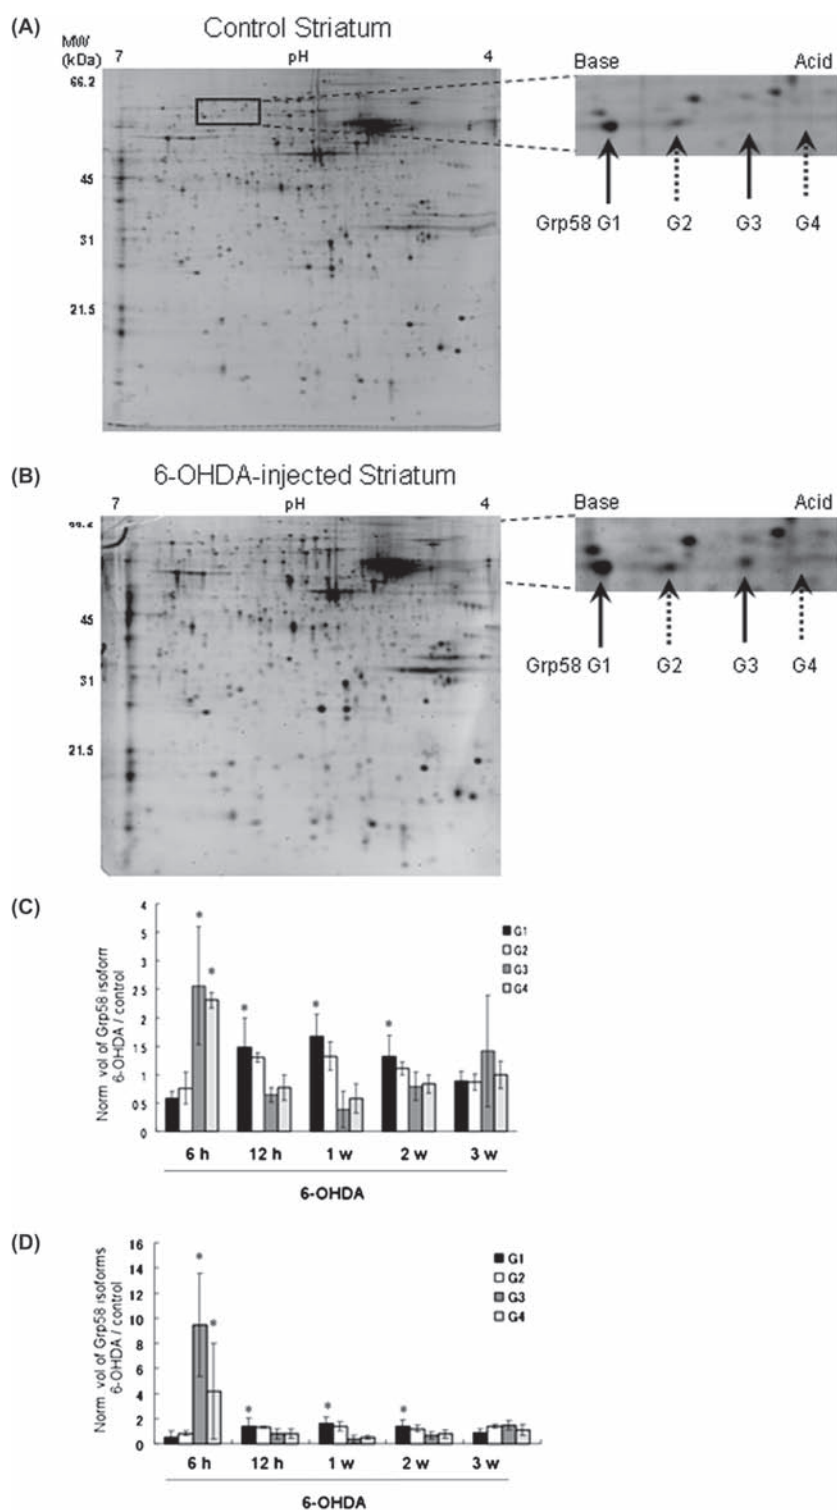 (A)
Control Striatum
MW
(kDa)
7 pH 4
66.2
45
31
21.5
Base Acid
Grp58 G1 G2 G3 G4
(B)
6-OHDA-injected Striatum
7 pH 4
45
31
21.5
Base Acid
Grp58 G1 G2 G3 G4
(C)
Norm vol of Grp58 isoform
6-OHDA / control
4
5
3
2.5
2
1.5
1
0.5
0
* * * * *
G1
G2
G3
G4
6 h 12 h 1 w 2 w 3 w
6-OHDA
(D)
Norm vol of Grp58 isoforms
6-OHDA / control
16
14
12
10
8
6
4
2
0
* * * * *
G1
G2
G3
G4
6 h 12 h 1 w 2 w 3 w
6-OHDA